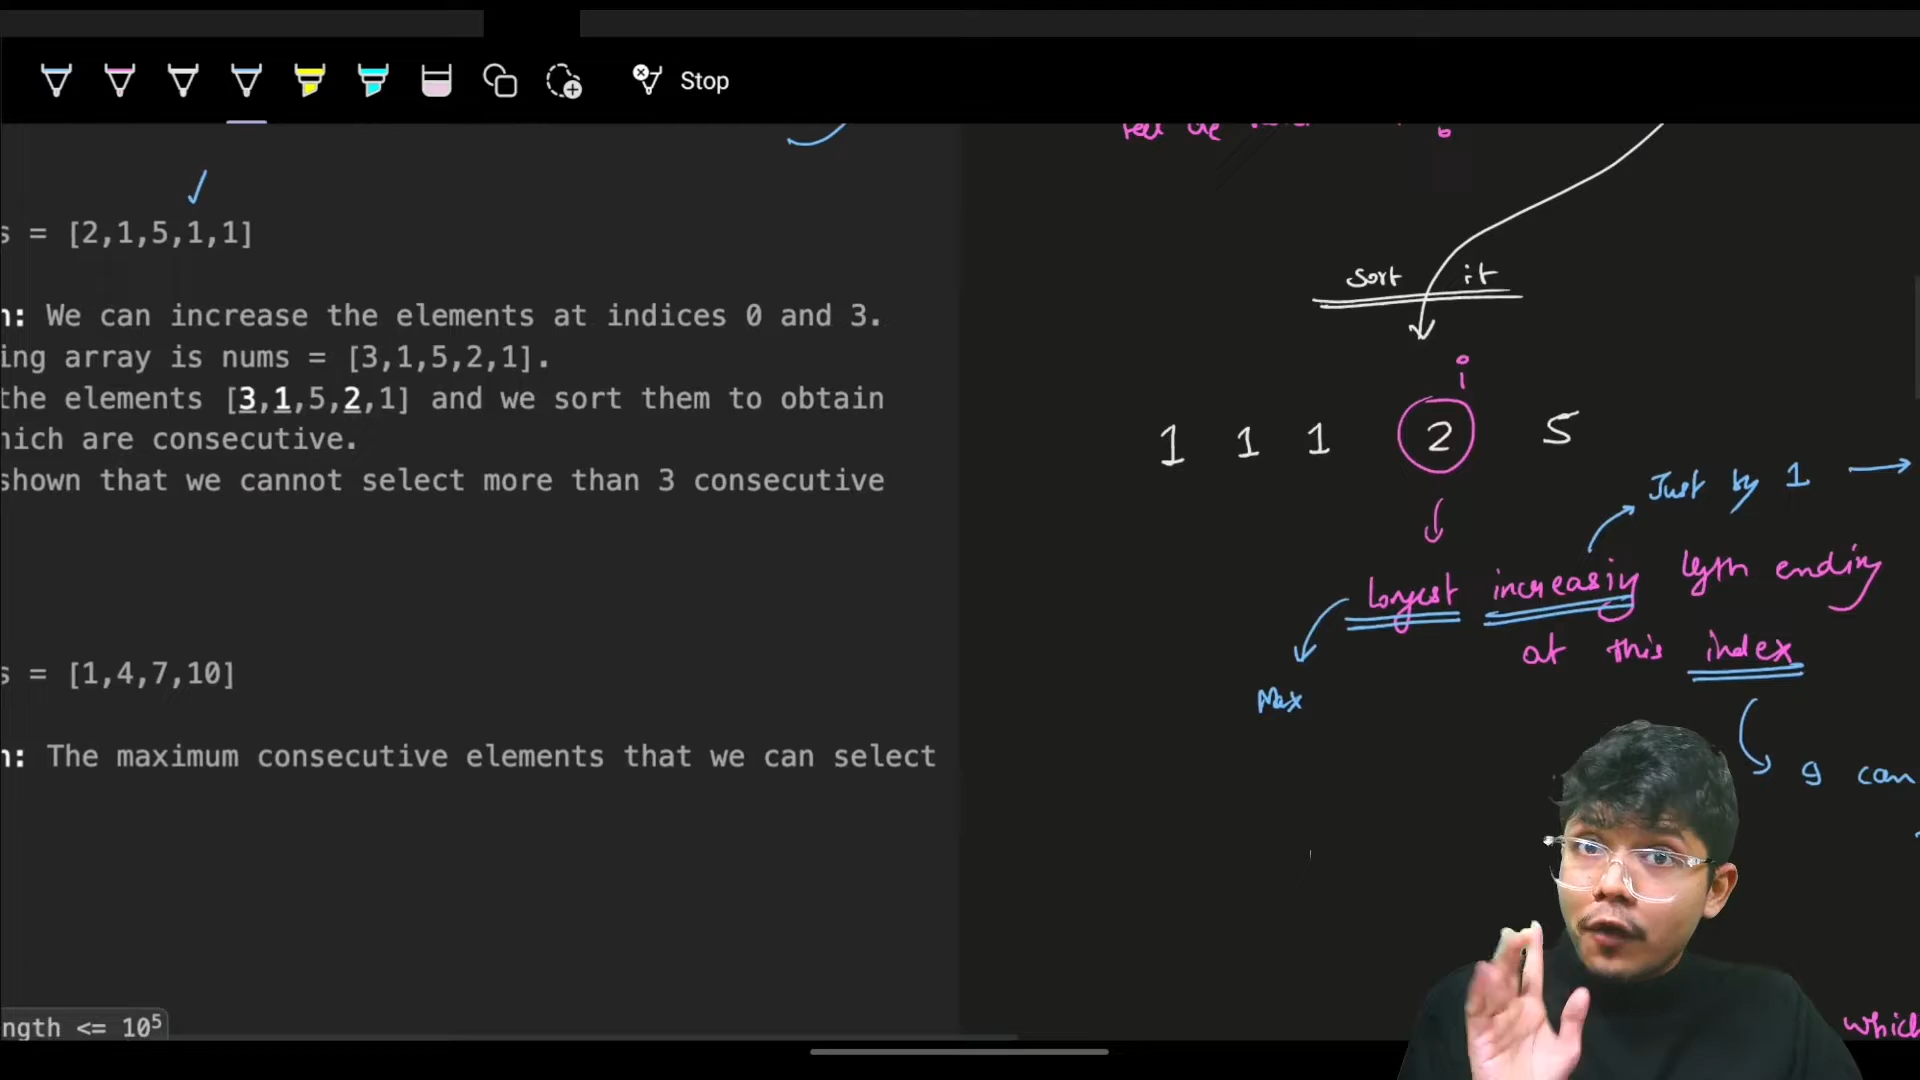 Stop
s = [2,1,5,1,1]
n: We can increase the elements at indices 0 and 3.
ing array is nums = [3,1,5,2,1].
the elements [3,1,5,2,1] and we sort them to obtain
hich are consecutive.
shown that we cannot select more than 3 consecutive
s = [1,4,7,10]
n: The maximum consecutive elements that we can select
ngth <= 10⁵
sort it
i
1 1 1 2 5
Just by 1
longest increasing
ending
at this index
Max
can
which